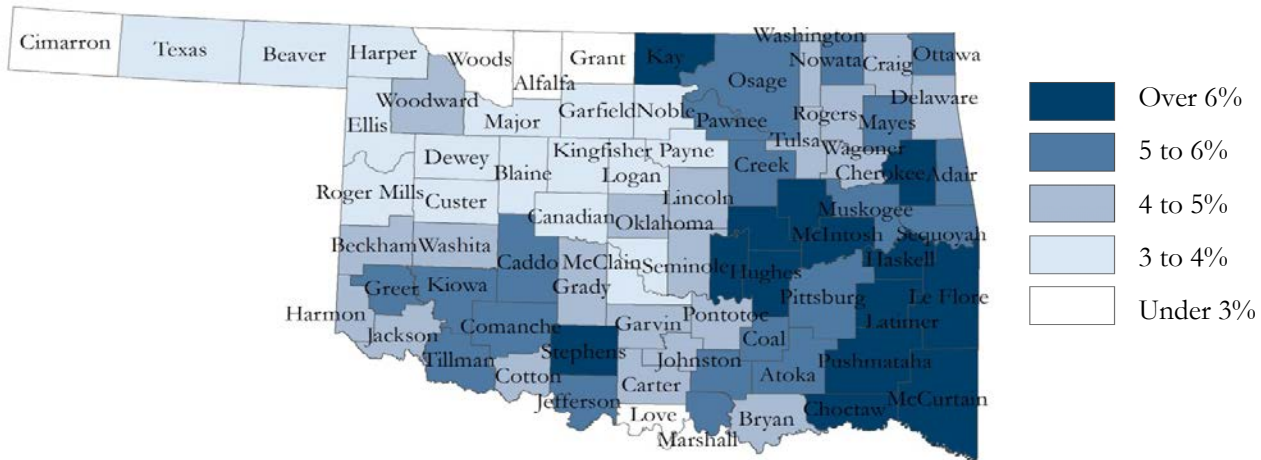 Cimarron
Texas
Beaver
Harper
Woods
Alfalfa
Grant
Kay
Washington
Nowata
Craig
Ottawa
Osage
Woodward
Ellis
Major
Garfield
Noble
Pawnee
Rogers
Mayes
Delaware
Tulsa
Wagoner
Cherokee
Adair
Dewey
Blaine
Kingfisher
Logan
Payne
Creek
Roger Mills
Custer
Canadian
Oklahoma
Lincoln
Muskogee
McIntosh
Sequoyah
Beckham
Washita
Caddo
McClain
Grady
Seminole
Hughes
Haskell
Pittsburg
Le Flore
Latimer
Greer
Kiowa
Harmon
Jackson
Comanche
Tillman
Cotton
Stephens
Garvin
Pontotoc
Johnston
Coal
Atoka
Pushmataha
Jefferson
Carter
Love
Marshall
Bryan
Choctaw
McCurtain
Over 6%
5 to 6%
4 to 5%
3 to 4%
Under 3%